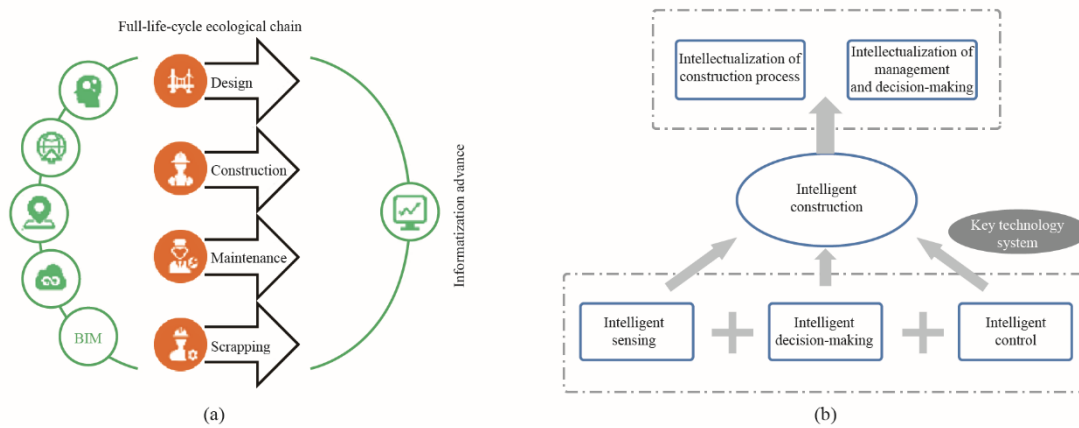 Full-life-cycle ecological chain
Design
Construction
Maintenance
Scrapping
BIM
Informatization advance
(a)
Intellectualization of
construction process
Intellectualization of
management
and decision-making
Intelligent
construction
Key technology
system
Intelligent
sensing
Intelligent
decision-making
Intelligent
control
(b)